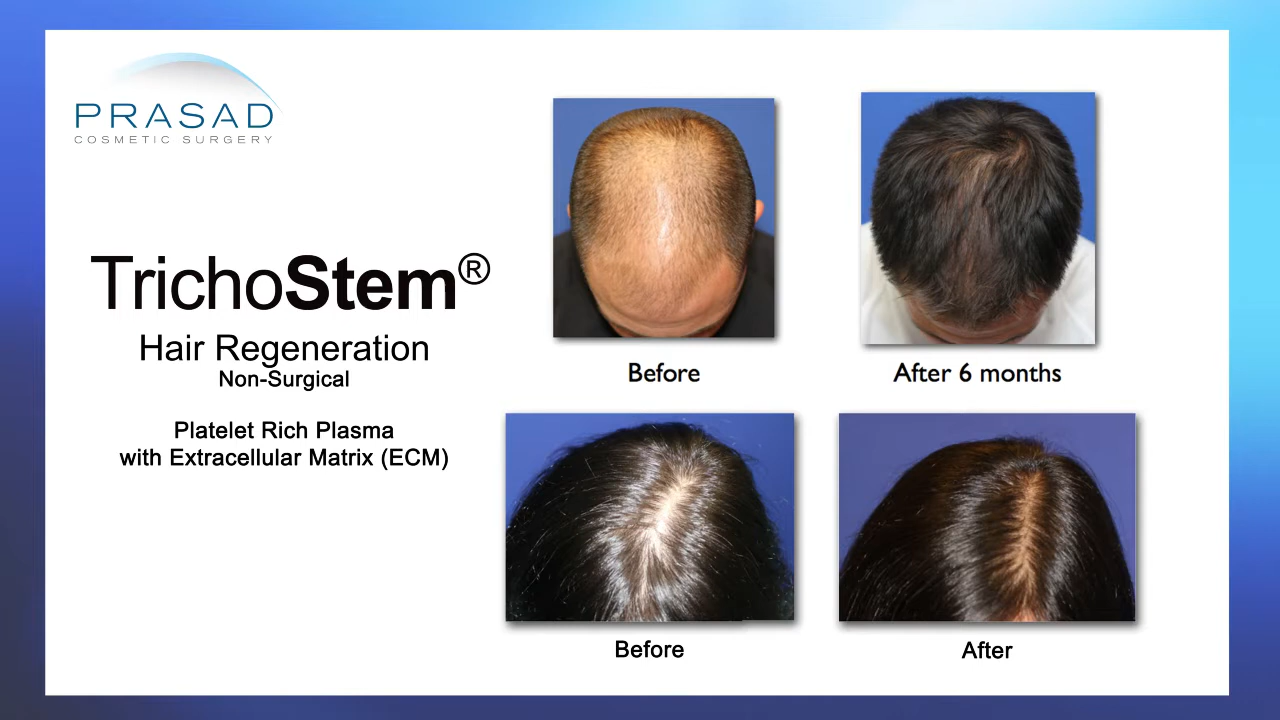 PRASAD
COSMETIC SURGERY
TrichoStem®
Hair Regeneration
Non-Surgical
Platelet Rich Plasma
with Extracellular Matrix (ECM)
Before
After 6 months
Before
After